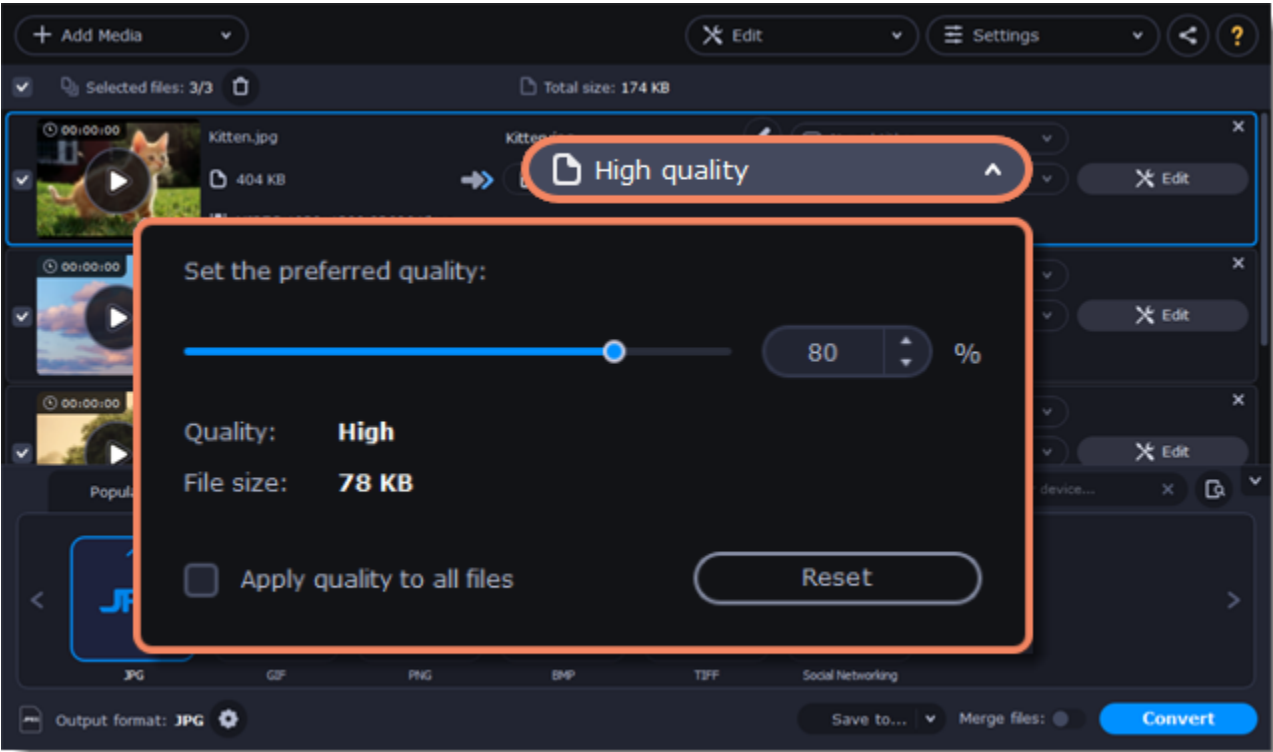 Add Media
Edit
Settings
?
Selected files: 3/3
Total size: 174 KB
00:00:00
Kitten.jpg
404 KB
High quality
Edit
00:00:00
Set the preferred quality:
Edit
80 %
00:00:00
Quality: High
Edit
File size: 78 KB
device...
Apply quality to all files
Reset
JPG
GIF
PNG
BMP
TIFF
Social Networking
Output format: JPG
Save to...
Merge files:
Convert